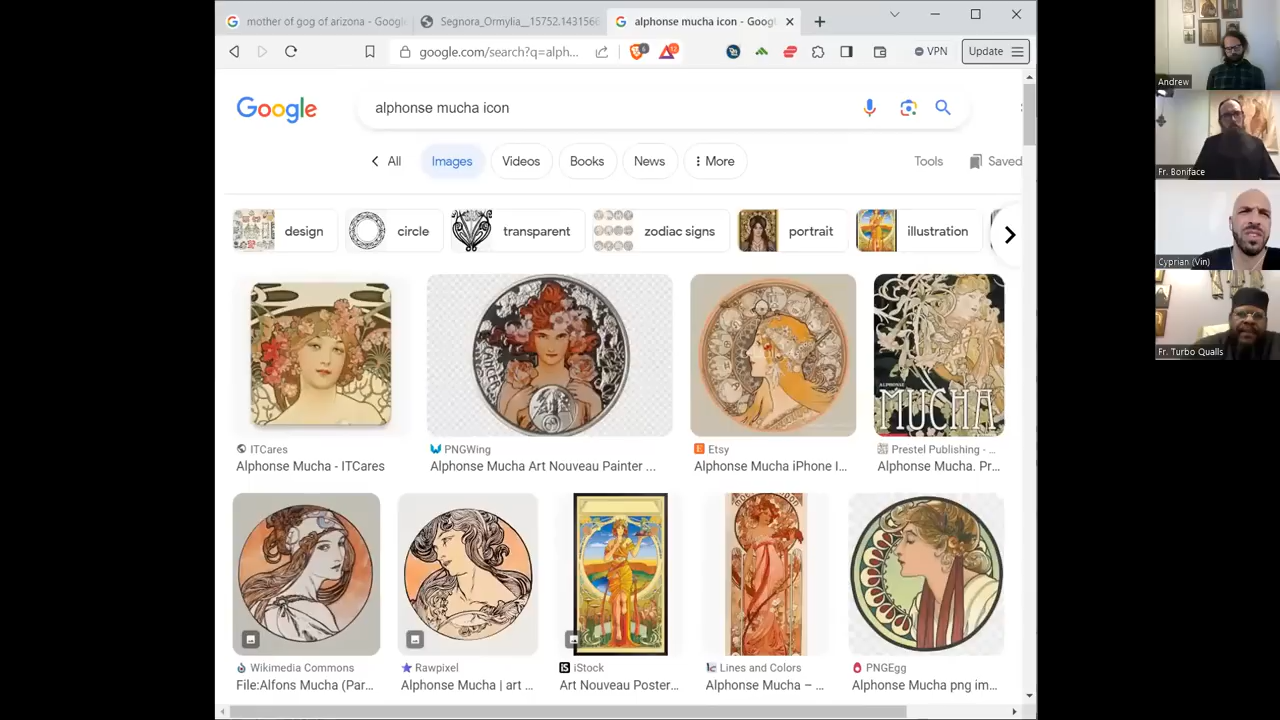 mother of gog of arizona - Google
Segnora_Ormylia__15752.1431566
alphonse mucha icon - Goog
google.com/search?q=alph...
VPN
Update
Google
alphonse mucha icon
All
Images
Videos
Books
News
More
Tools
Saved
design
circle
transparent
zodiac signs
portrait
illustration
ALPHONSE
MUCHA
ITCares
Alphonse Mucha - ITCares
PNGWing
Alphonse Mucha Art Nouveau Painter ...
Etsy
Alphonse Mucha iPhone I...
Prestel Publishing - ...
Alphonse Mucha. Pr...
Wikimedia Commons
File:Alfons Mucha (Par...
Rawpixel
Alphonse Mucha | art ...
iStock
Art Nouveau Poster...
Lines and Colors
Alphonse Mucha – ...
PNGEgg
Alphonse Mucha png im...
Andrew
Fr. Boniface
Cyprian (Vin)
Fr. Turbo Qualls